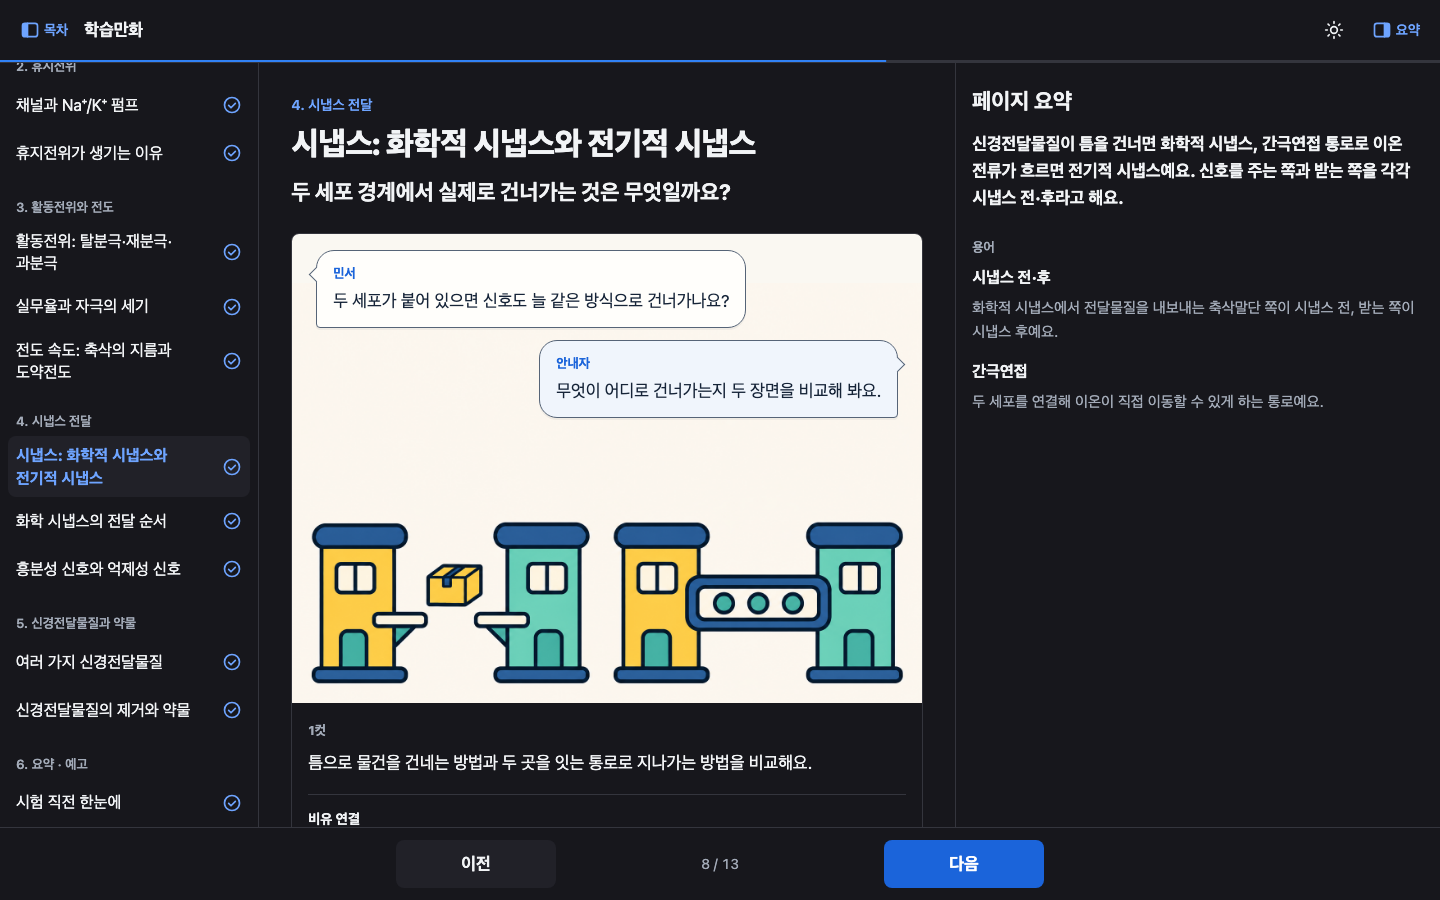 목차
학습만화
요약
2. 휴지전위
채널과 Na⁺/K⁺ 펌프
휴지전위가 생기는 이유
3. 활동전위와 전도
활동전위: 탈분극·재분극·
과분극
실무율과 자극의 세기
전도 속도: 축삭의 지름과
도약전도
4. 시냅스 전달
시냅스: 화학적 시냅스와
전기적 시냅스
화학 시냅스의 전달 순서
흥분성 신호와 억제성 신호
5. 신경전달물질과 약물
여러 가지 신경전달물질
신경전달물질의 제거와 약물
6. 요약 · 예고
시험 직전 한눈에
4. 시냅스 전달
시냅스: 화학적 시냅스와 전기적 시냅스
두 세포 경계에서 실제로 건너가는 것은 무엇일까요?
민서
두 세포가 붙어 있으면 신호도 늘 같은 방식으로 건너가나요?
안내자
무엇이 어디로 건너가는지 두 장면을 비교해 봐요.
1컷
틈으로 물건을 건네는 방법과 두 곳을 잇는 통로로 지나가는 방법을 비교해요.
비유 연결
페이지 요약
신경전달물질이 틈을 건너면 화학적 시냅스, 간극연접 통로로 이온
전류가 흐르면 전기적 시냅스예요. 신호를 주는 쪽과 받는 쪽을 각각
시냅스 전·후라고 해요.
용어
시냅스 전·후
화학적 시냅스에서 전달물질을 내보내는 축삭말단 쪽이 시냅스 전, 받는 쪽이
시냅스 후예요.
간극연접
두 세포를 연결해 이온이 직접 이동할 수 있게 하는 통로예요.
이전
8 / 13
다음